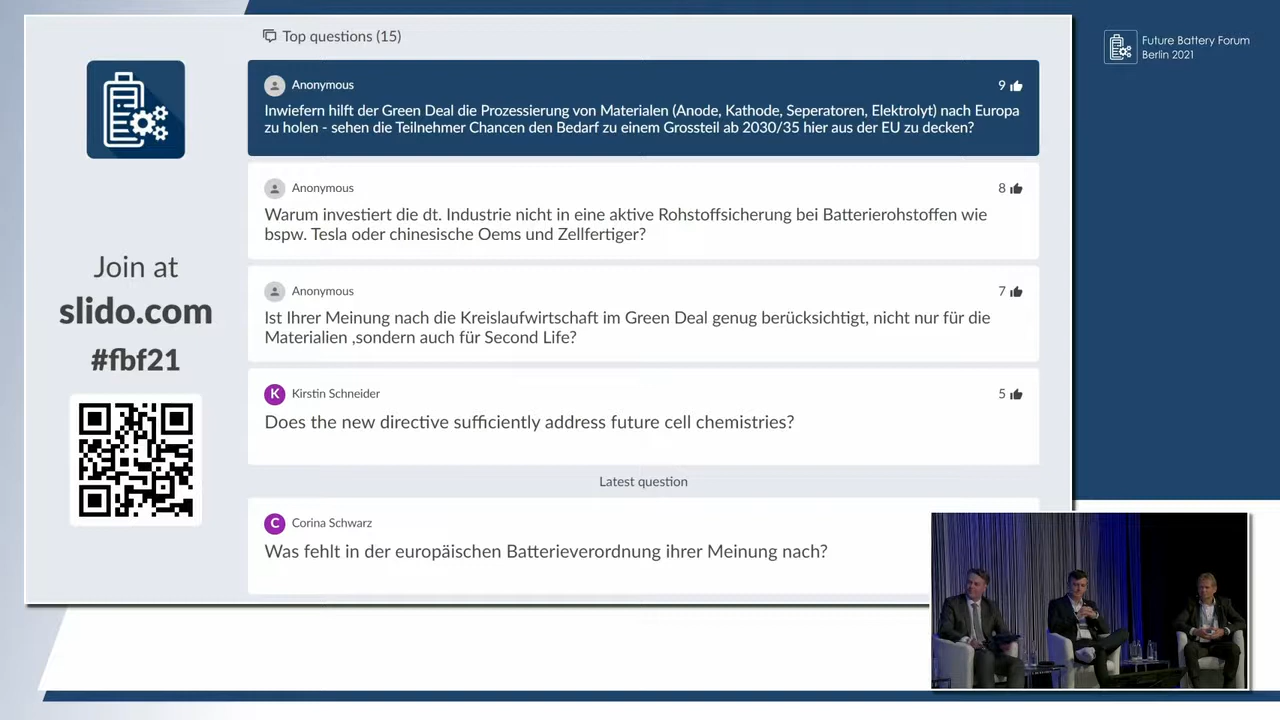 Top questions (15)
Anonymous
9
Inwiefern hilft der Green Deal die Prozessierung von Materialen (Anode, Kathode, Seperatoren, Elektrolyt) nach Europa
zu holen - sehen die Teilnehmer Chancen den Bedarf zu einem Grossteil ab 2030/35 hier aus der EU zu decken?
Anonymous
8
Warum investiert die dt. Industrie nicht in eine aktive Rohstoffsicherung bei Batterierohstoffen wie
bspw. Tesla oder chinesische Oems und Zellfertiger?
Anonymous
7
Ist Ihrer Meinung nach die Kreislaufwirtschaft im Green Deal genug berücksichtigt, nicht nur für die
Materialien ,sondern auch für Second Life?
K
Kirstin Schneider
5
Does the new directive sufficiently address future cell chemistries?
Latest question
C
Corina Schwarz
Was fehlt in der europäischen Batterieverordnung ihrer Meinung nach?
Join at
slido.com
#fbf21
Future Battery Forum
Berlin 2021